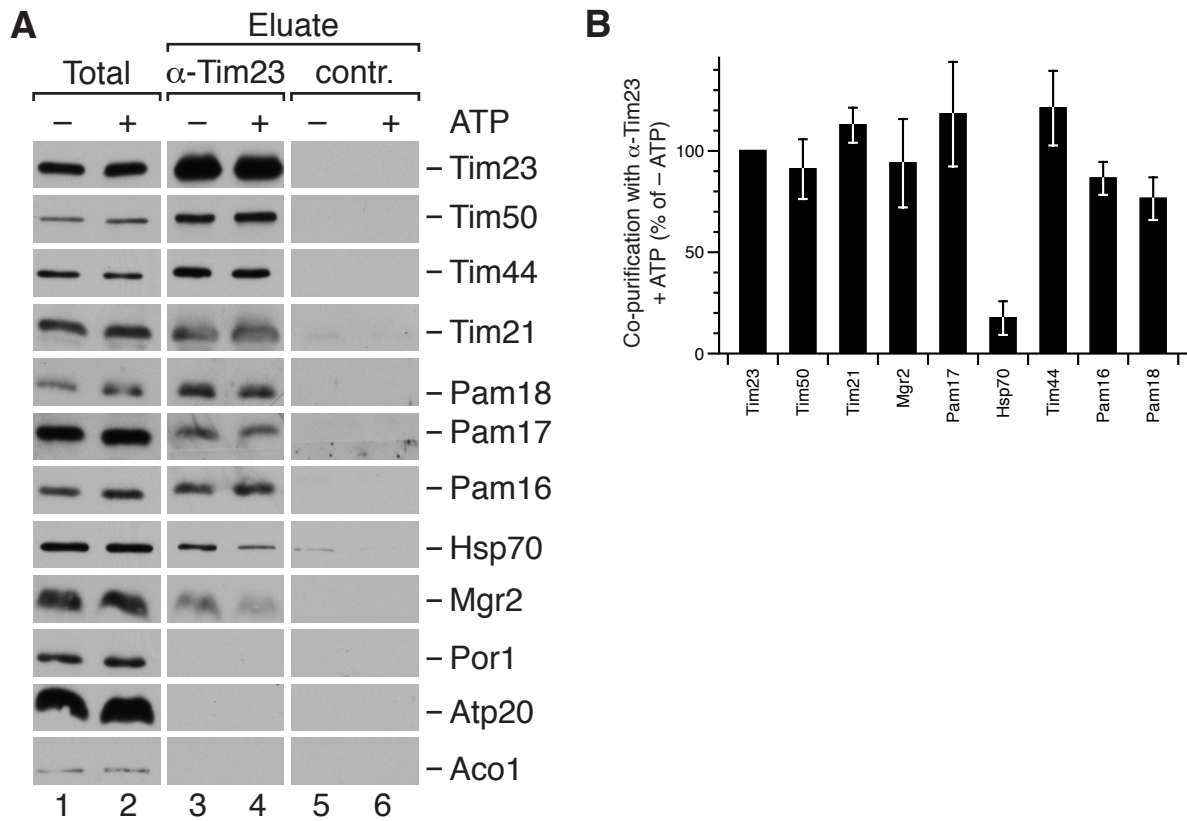 A
Eluate
Total α-Tim23 contr.
− + − + − + ATP
– Tim23
– Tim50
– Tim44
– Tim21
– Pam18
– Pam17
– Pam16
– Hsp70
– Mgr2
– Por1
– Atp20
– Aco1
1 2 3 4 5 6
B
Co-purification with α-Tim23
+ ATP (% of – ATP)
100
50
0
Tim23
Tim50
Tim21
Mgr2
Pam17
Hsp70
Tim44
Pam16
Pam18